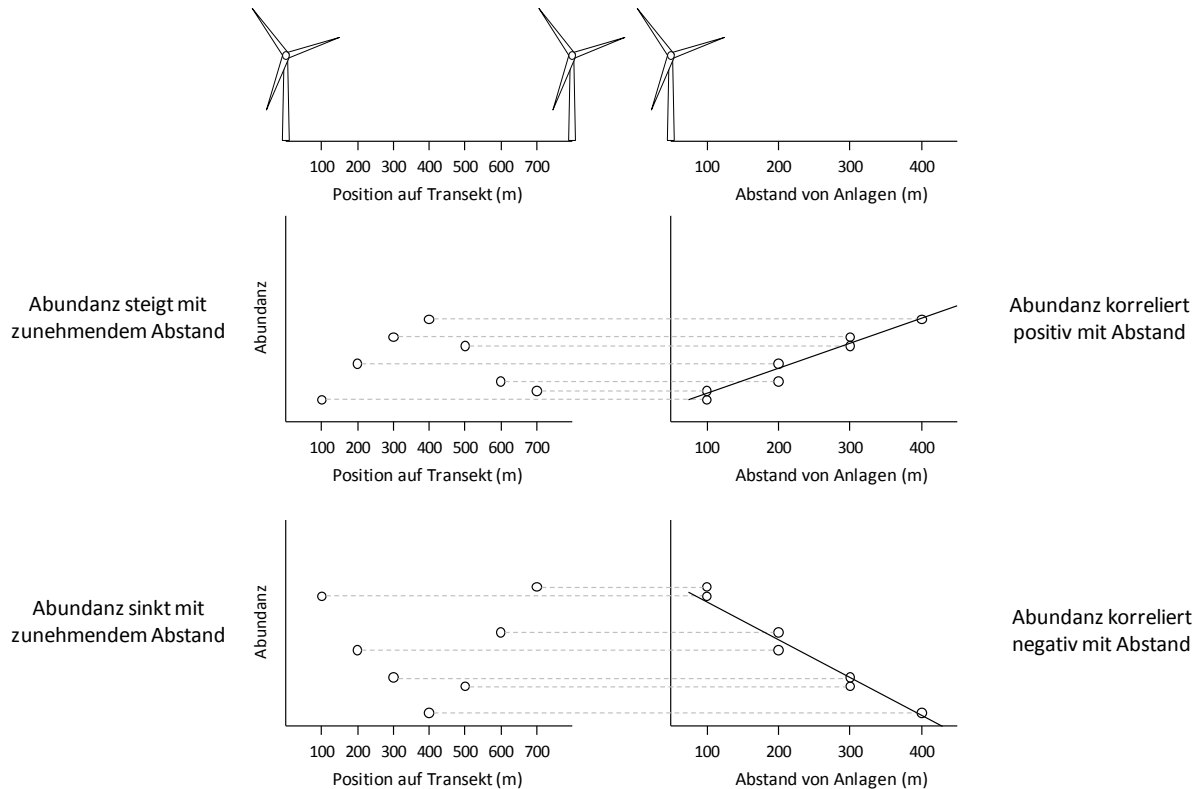 100 200 300 400 500 600 700
Position auf Transekt (m)
100 200 300 400
Abstand von Anlagen (m)
Abundanz steigt mit
zunehmendem Abstand
Abundanz
100 200 300 400 500 600 700
Position auf Transekt (m)
100 200 300 400
Abstand von Anlagen (m)
Abundanz korreliert
positiv mit Abstand
Abundanz sinkt mit
zunehmendem Abstand
Abundanz
100 200 300 400 500 600 700
Position auf Transekt (m)
100 200 300 400
Abstand von Anlagen (m)
Abundanz korreliert
negativ mit Abstand